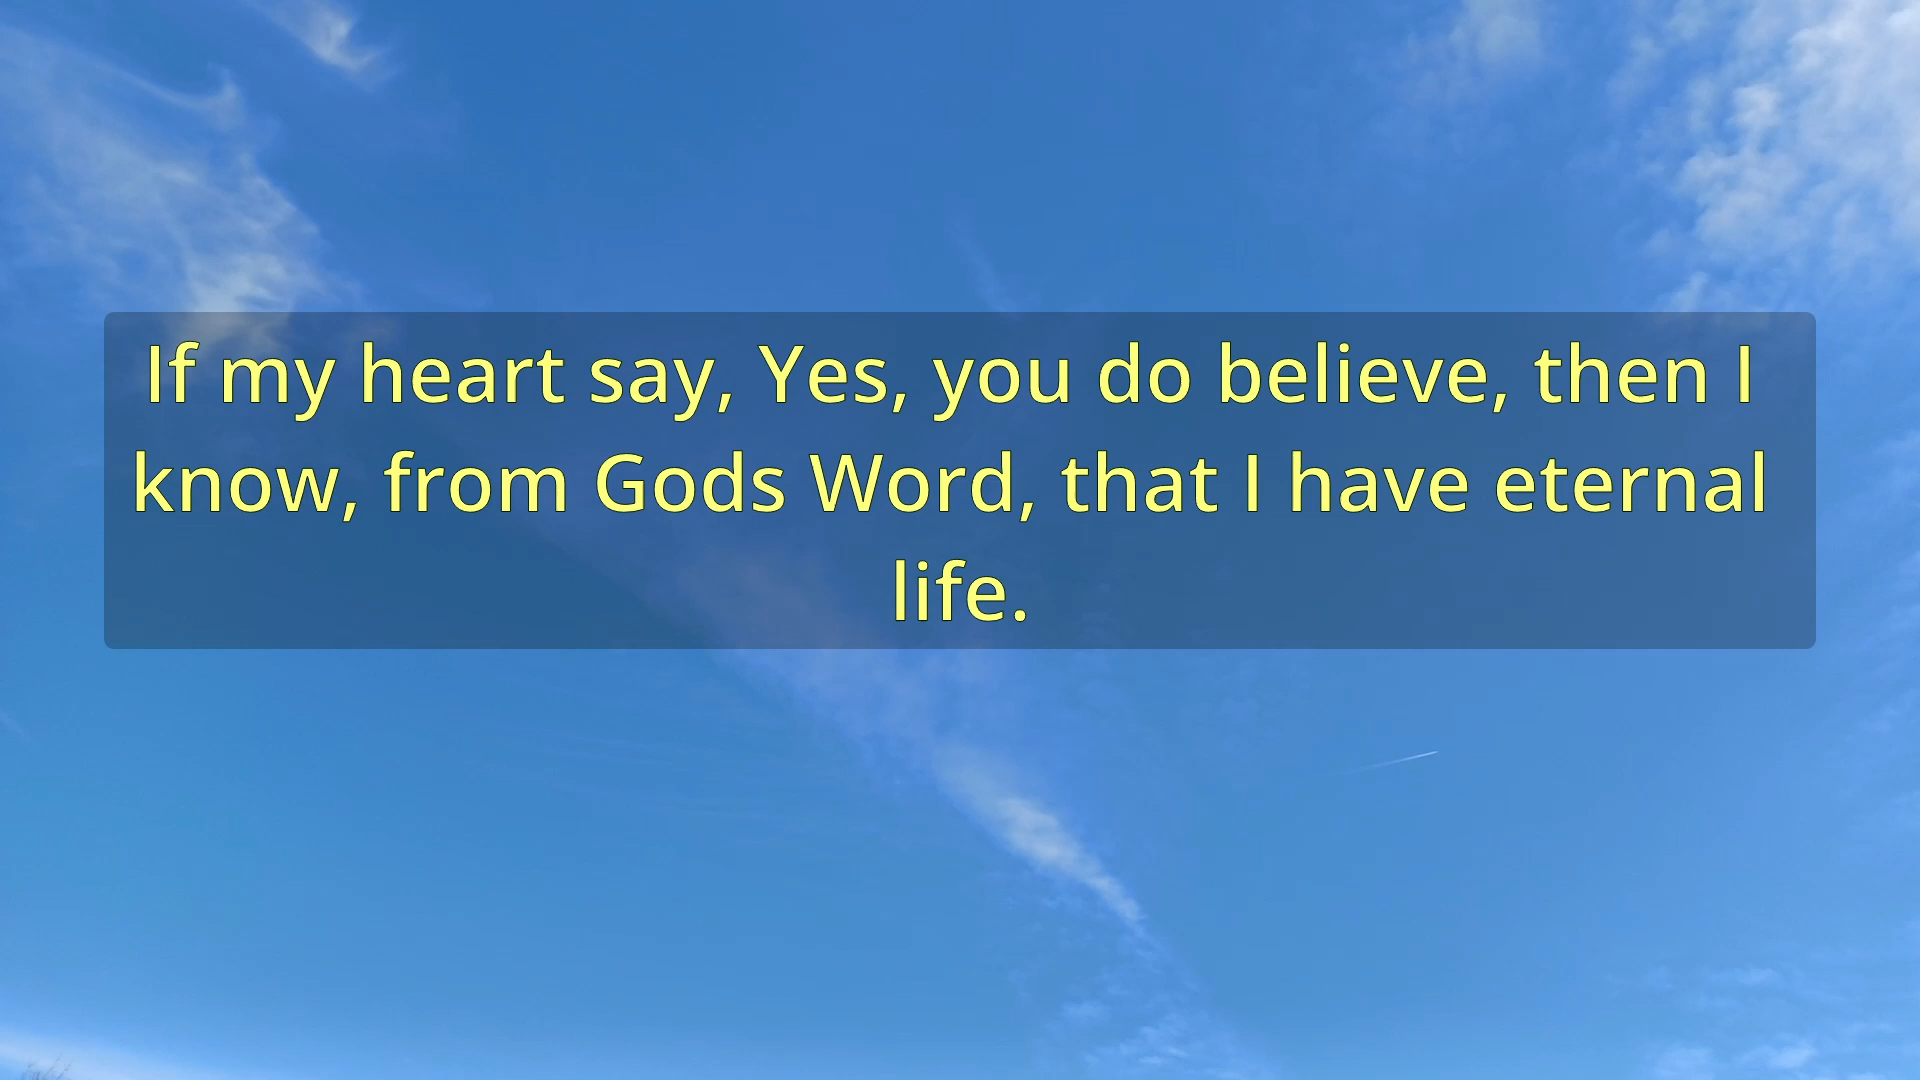 If my heart say, Yes, you do believe, then I
know, from Gods Word, that I have eternal
life.